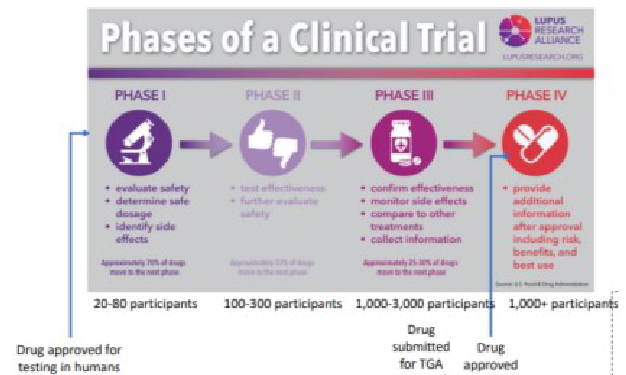 Phases of a Clinical Trial
LUPUS
RESEARCH
ALLIANCE
LUPUSRESEARCH.ORG
PHASE I
PHASE II
PHASE III
PHASE IV
• evaluate safety
• determine safe
dosage
• identify side
effects
Approximately 70% of drugs
move to the next phase
• test effectiveness
• further evaluate
safety
Approximately 33% of drugs
move to the next phase
• confirm effectiveness
• monitor side effects
• compare to other
treatments
• collect information
Approximately 25-30% of drugs
move to the next phase
• provide
additional
information
after approval
including risk,
benefits, and
best use
Source: U.S. Food & Drug Administration
20-80 participants
100-300 participants
1,000-3,000 participants
1,000+ participants
Drug approved for
testing in humans
Drug
submitted
for TGA
Drug
approved